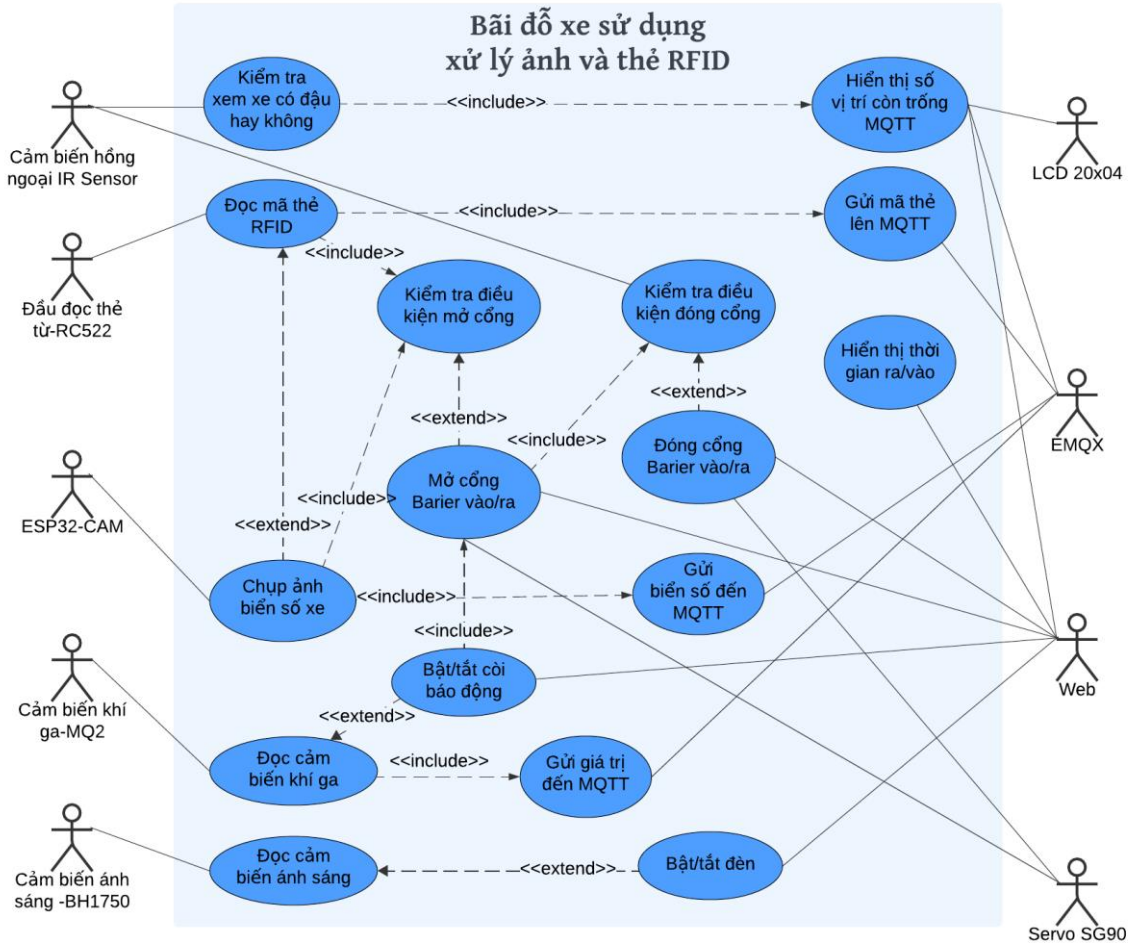 Bãi đỗ xe sử dụng
xử lý ảnh và thẻ RFID
Kiểm tra
xem xe có đậu
hay không
<<include>>
Hiển thị số
vị trí còn trống
MQTT
Cảm biến hồng
ngoại IR Sensor
LCD 20x04
Đọc mã thẻ
RFID
<<include>>
Gửi mã thẻ
lên MQTT
<<include>>
Đầu đọc thẻ
từ-RC522
Kiểm tra điều
kiện mở cổng
Kiểm tra điều
kiện đóng cổng
Hiển thị thời
gian ra/vào
<<extend>>
<<extend>>
EMQX
<<include>>
Đóng cổng
Barier vào/ra
Mở cổng
Barier vào/ra
<<include>>
<<extend>>
ESP32-CAM
Chụp ảnh
biển số xe
<<include>>
Gửi
biển số đến
MQTT
<<include>>
Bật/tắt còi
báo động
Web
Cảm biến khí
ga-MQ2
<<extend>>
Đọc cảm
biến khí ga
<<include>>
Gửi giá trị
đến MQTT
Đọc cảm
biến ánh sáng
<<extend>>
Bật/tắt đèn
Cảm biến ánh
sáng -BH1750
Servo SG90